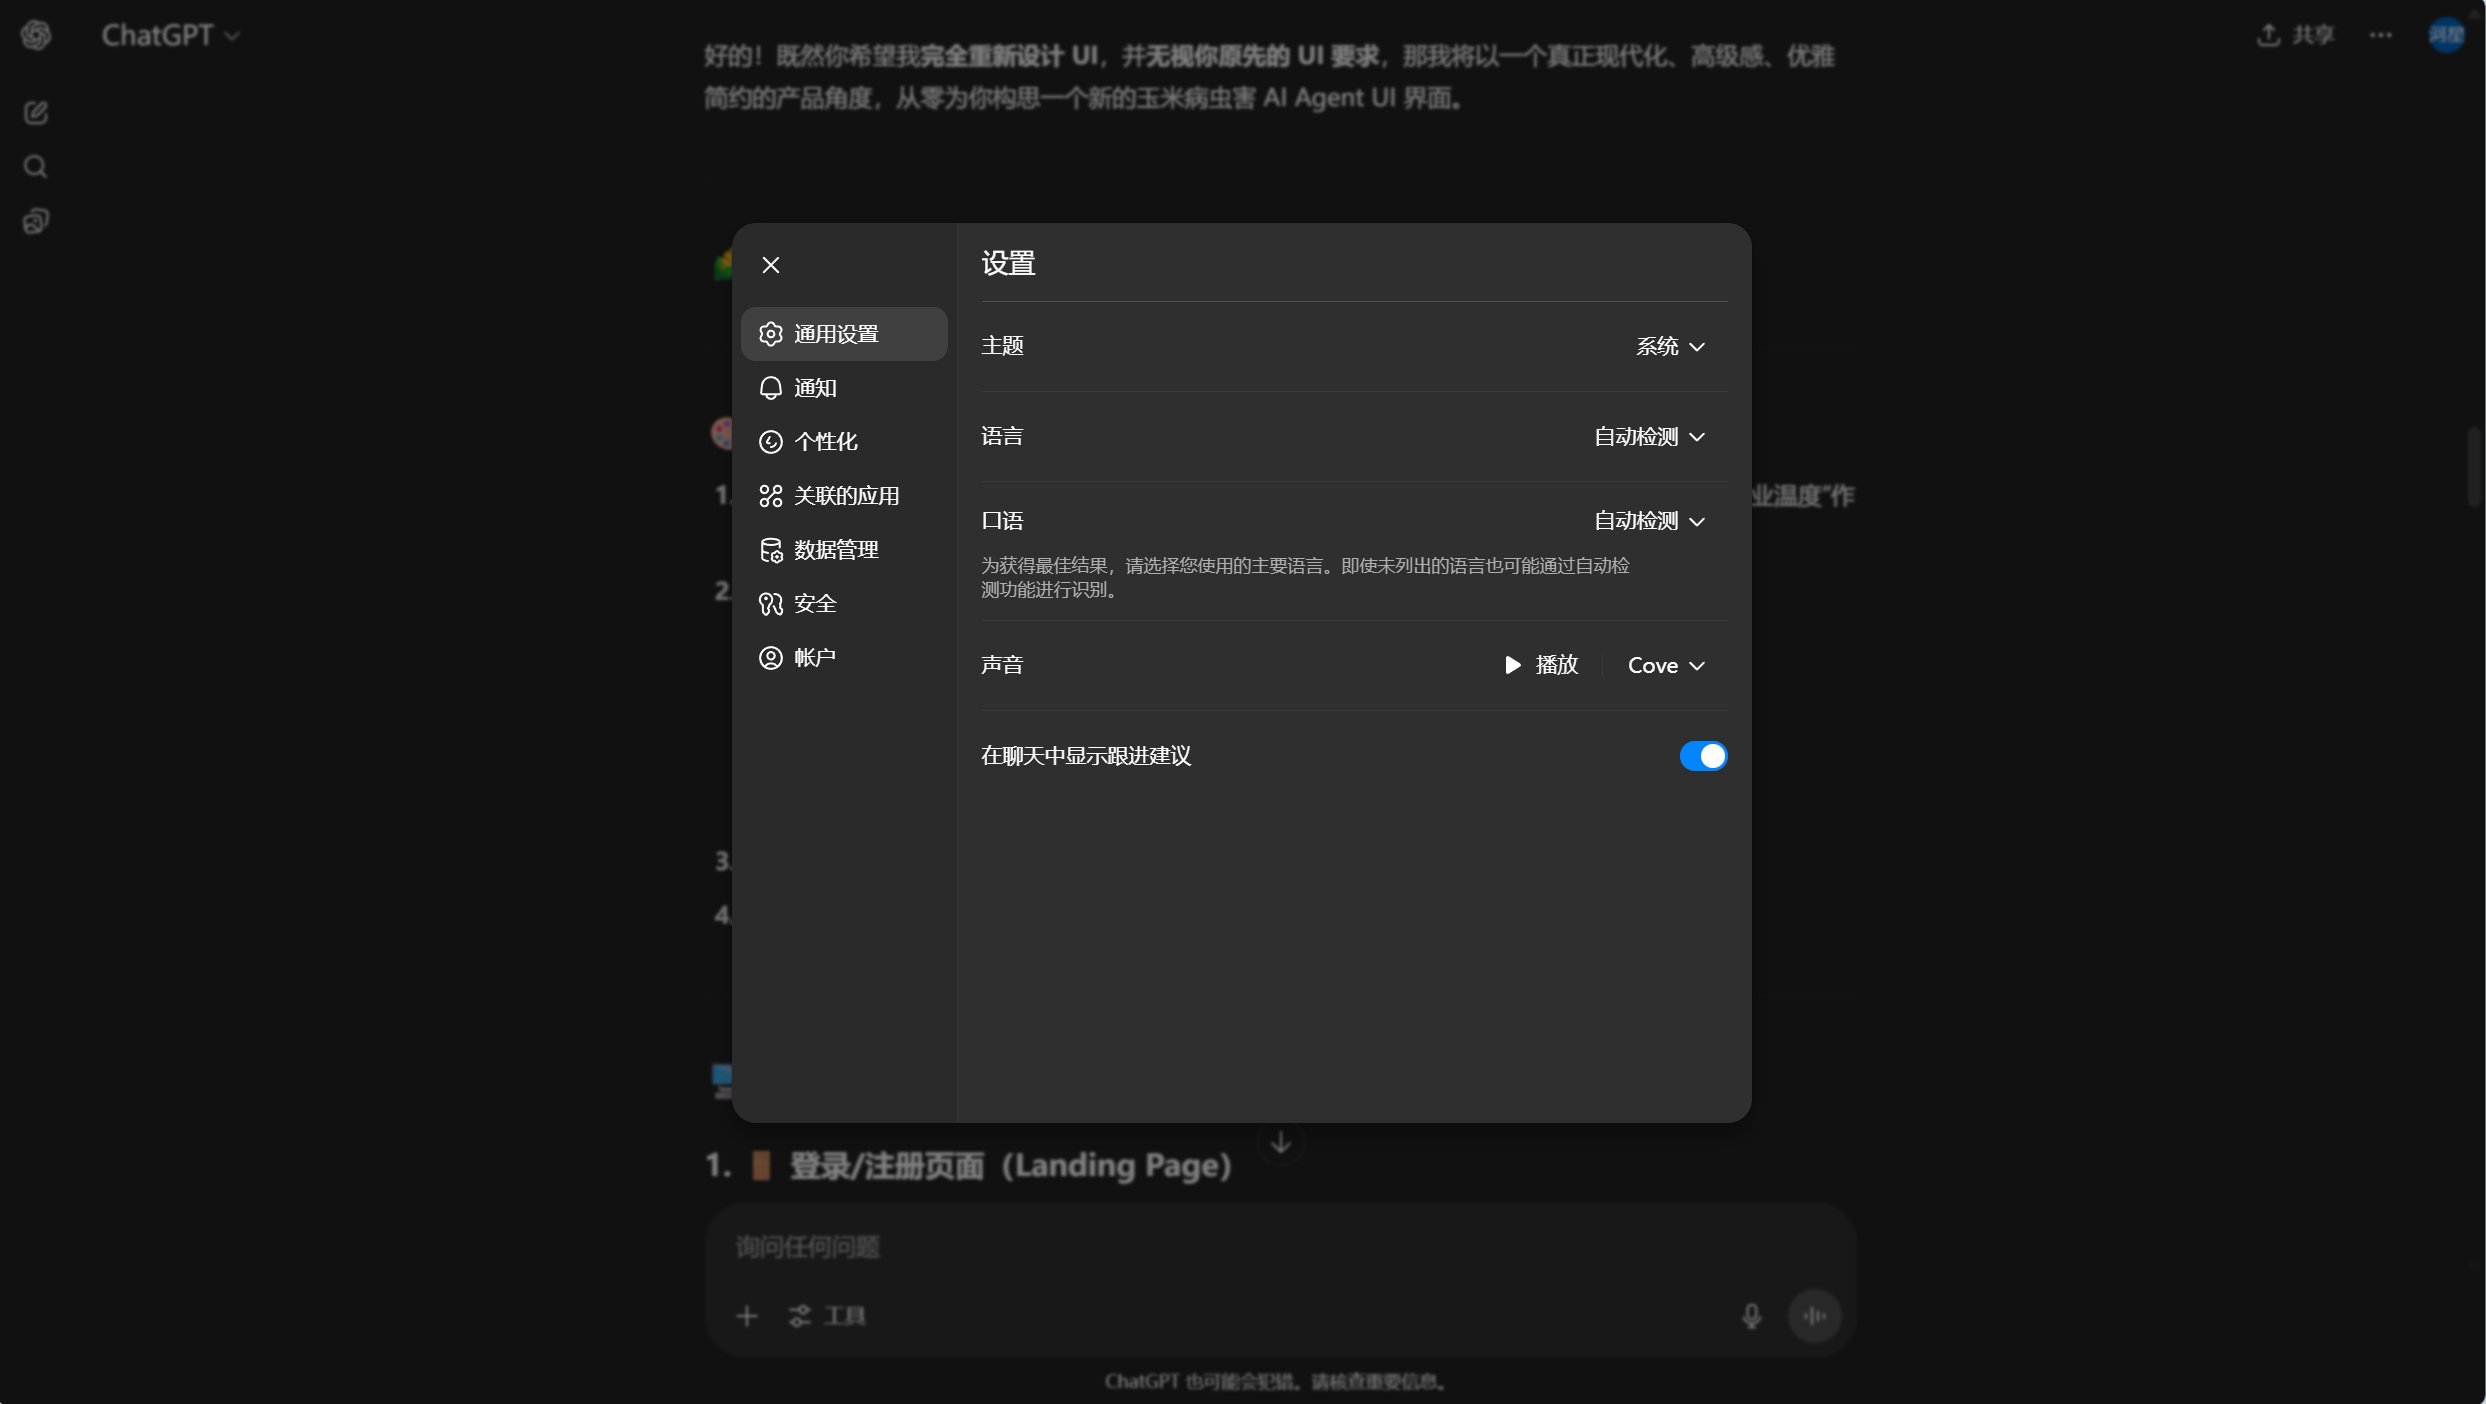 ChatGPT
共享
河星
好的！既然你希望我完全重新设计 UI，并无视你原先的 UI 要求，那我将以一个真正现代化、高级感、优雅
简约的产品角度，从零为你构思一个新的玉米病虫害 AI Agent UI 界面。
设置
通用设置
通知
个性化
关联的应用
数据管理
安全
帐户
主题
系统
语言
自动检测
口语
自动检测
为获得最佳结果，请选择您使用的主要语言。即使未列出的语言也可能通过自动检
测功能进行识别。
声音
播放
Cove
在聊天中显示跟进建议
1.
业温度”作
2.
3.
4.
1. 登录/注册页面（Landing Page）
询问任何问题
工具
ChatGPT 也可能会犯错。请核查重要信息。